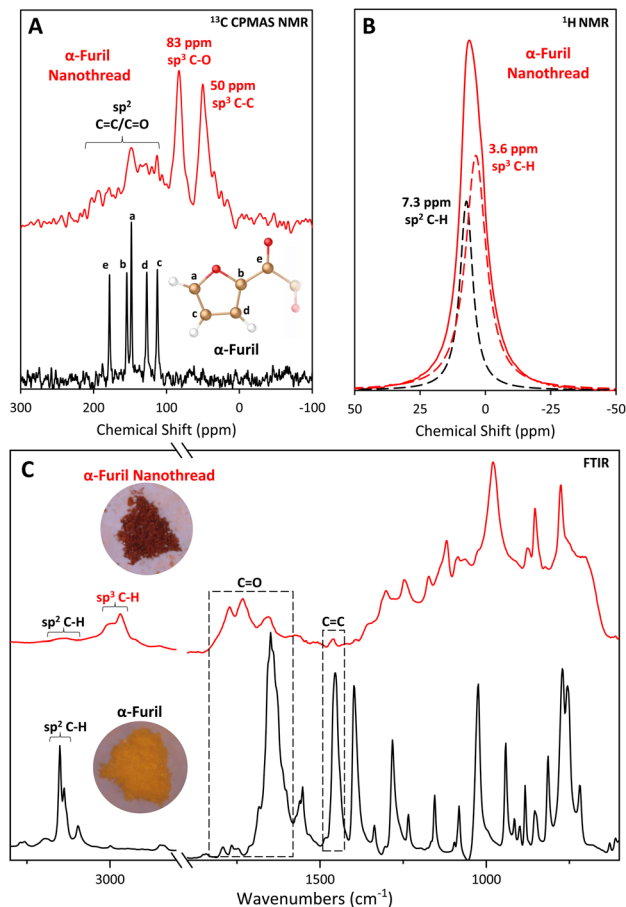 A
¹³C CPMAS NMR
α-Furil
Nanothread
83 ppm
sp³ C-O
50 ppm
sp³ C-C
sp²
C=C/C=O
a
e
b
d
c
e
a
b
c
d
α-Furil
300
200
100
0
-100
Chemical Shift (ppm)
B
¹H NMR
α-Furil
Nanothread
3.6 ppm
sp³ C-H
7.3 ppm
sp² C-H
50
25
0
-25
-50
Chemical Shift (ppm)
C
FTIR
α-Furil Nanothread
sp³ C-H
sp² C-H
C=O
C=C
α-Furil
sp² C-H
3000
1500
1000
Wavenumbers (cm⁻¹)